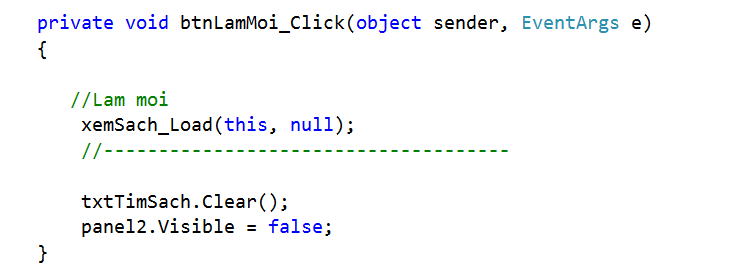 private void btnLamMoi_Click(object sender, EventArgs e)
{
//Lam moi
xemSach_Load(this, null);
//-------------------------------------
txtTimSach.Clear();
panel2.Visible = false;
}